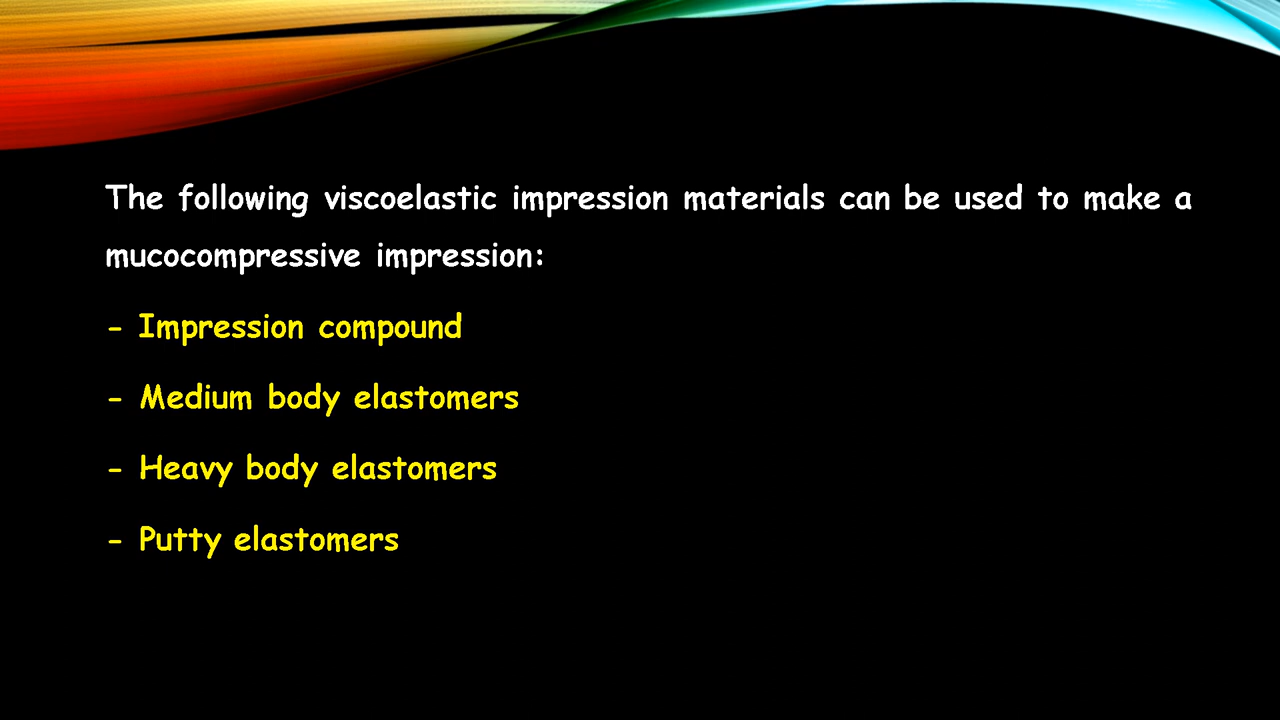 The following viscoelastic impression materials can be used to make a
mucocompressive impression:
- Impression compound
- Medium body elastomers
- Heavy body elastomers
- Putty elastomers